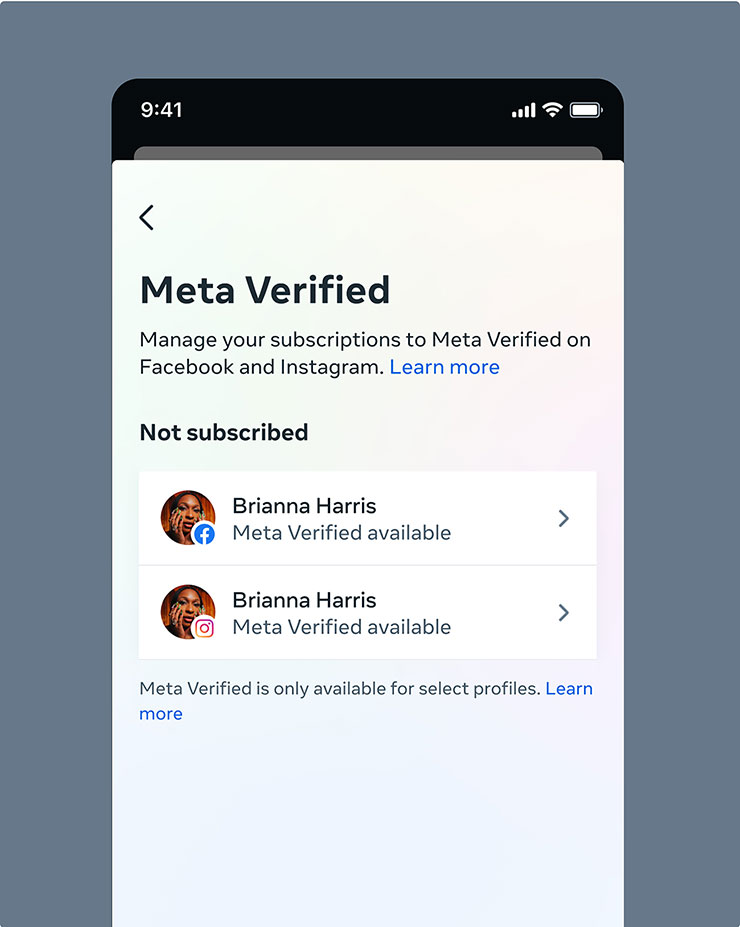 9:41
Meta Verified
Manage your subscriptions to Meta Verified on
Facebook and Instagram. Learn more
Not subscribed
Brianna Harris
Meta Verified available
Brianna Harris
Meta Verified available
Meta Verified is only available for select profiles. Learn
more